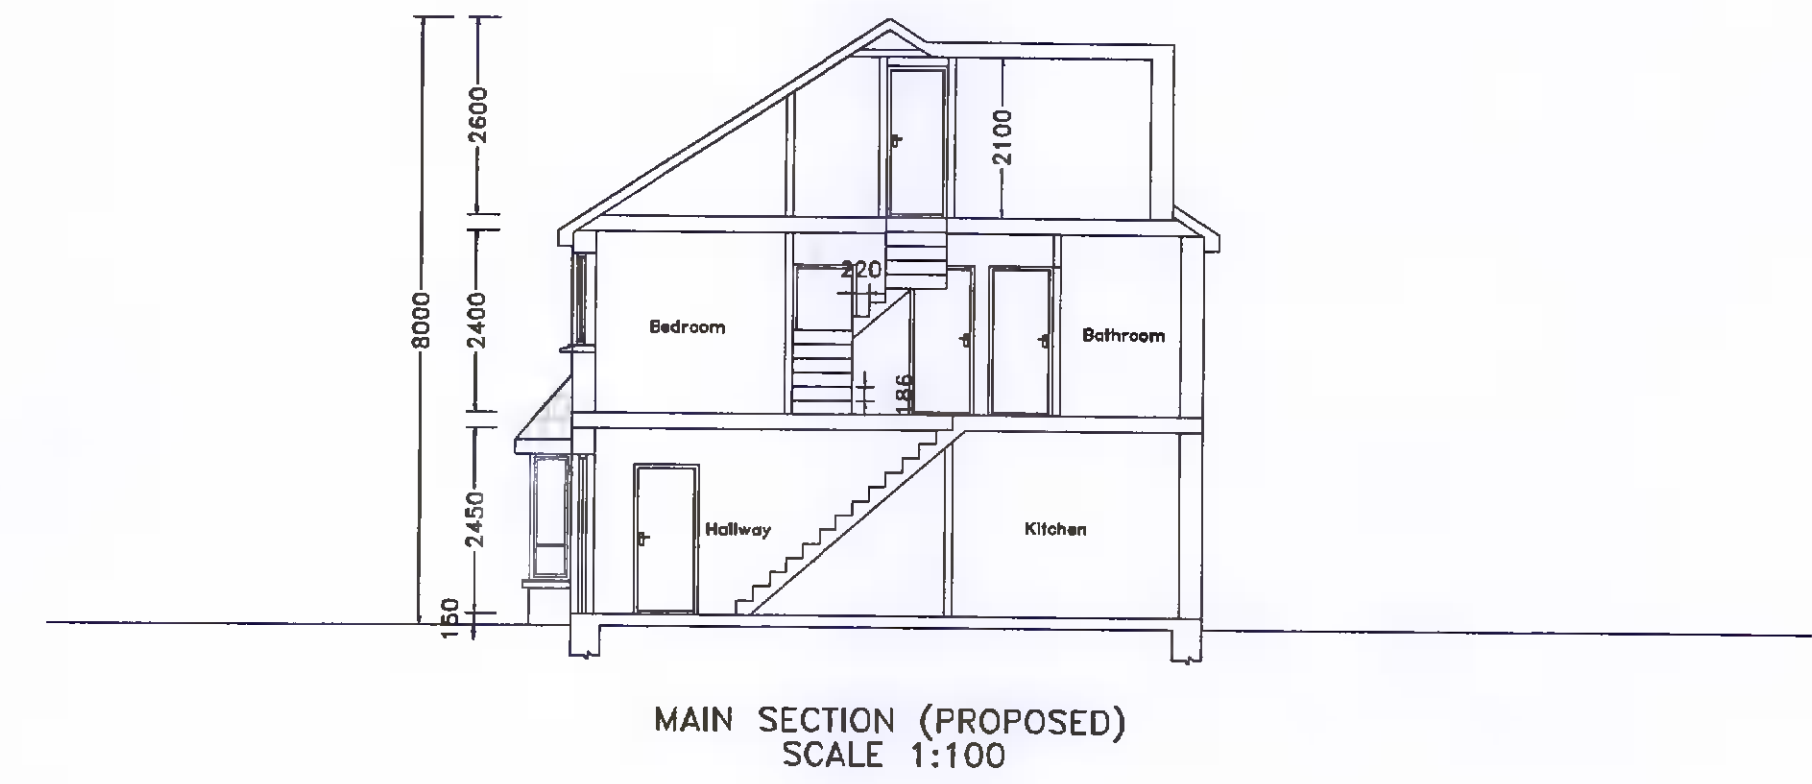 2600
2100
8000
2400
220
Bedroom
Bathroom
186
2450
Hallway
Kitchen
150
MAIN SECTION (PROPOSED)
SCALE 1:100